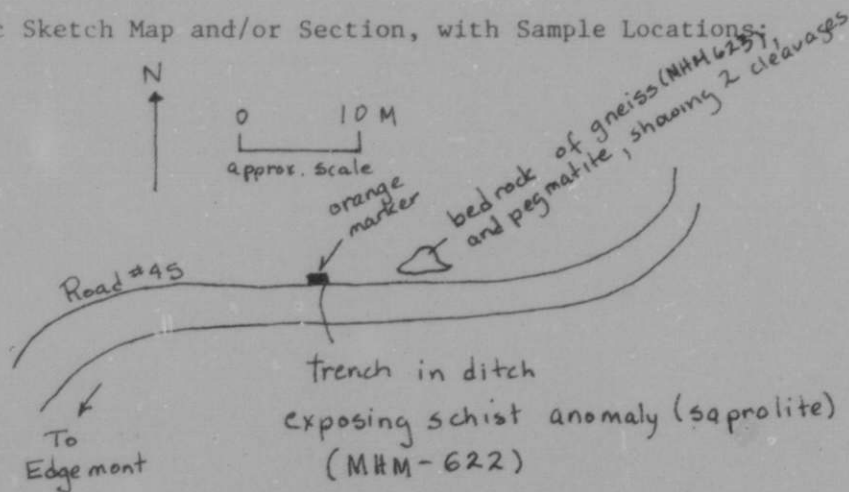 Sketch Map and/or Section, with Sample Locations:
N
0 10 M
approx. scale
orange
marker
bedrock of gneiss (MHM 623),
and pegmatite, showing 2 cleavages
Road #45
trench in ditch
exposing schist anomaly (saprolite)
(MHM-622)
To
Edgemont